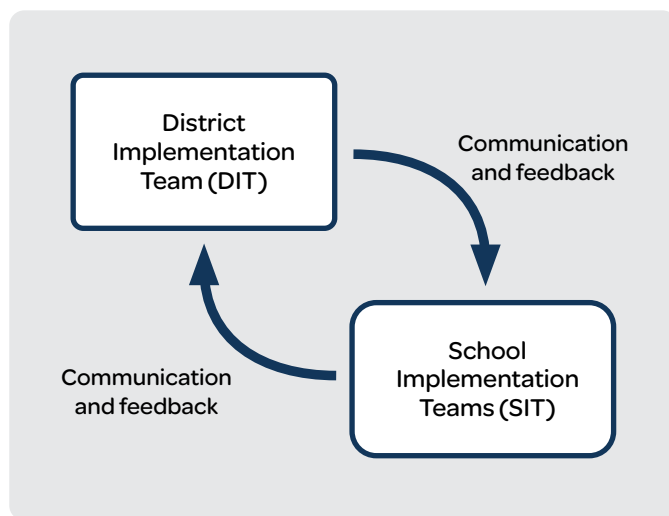 District
Implementation
Team (DIT)
Communication
and feedback
School
Implementation
Teams (SIT)
Communication
and feedback